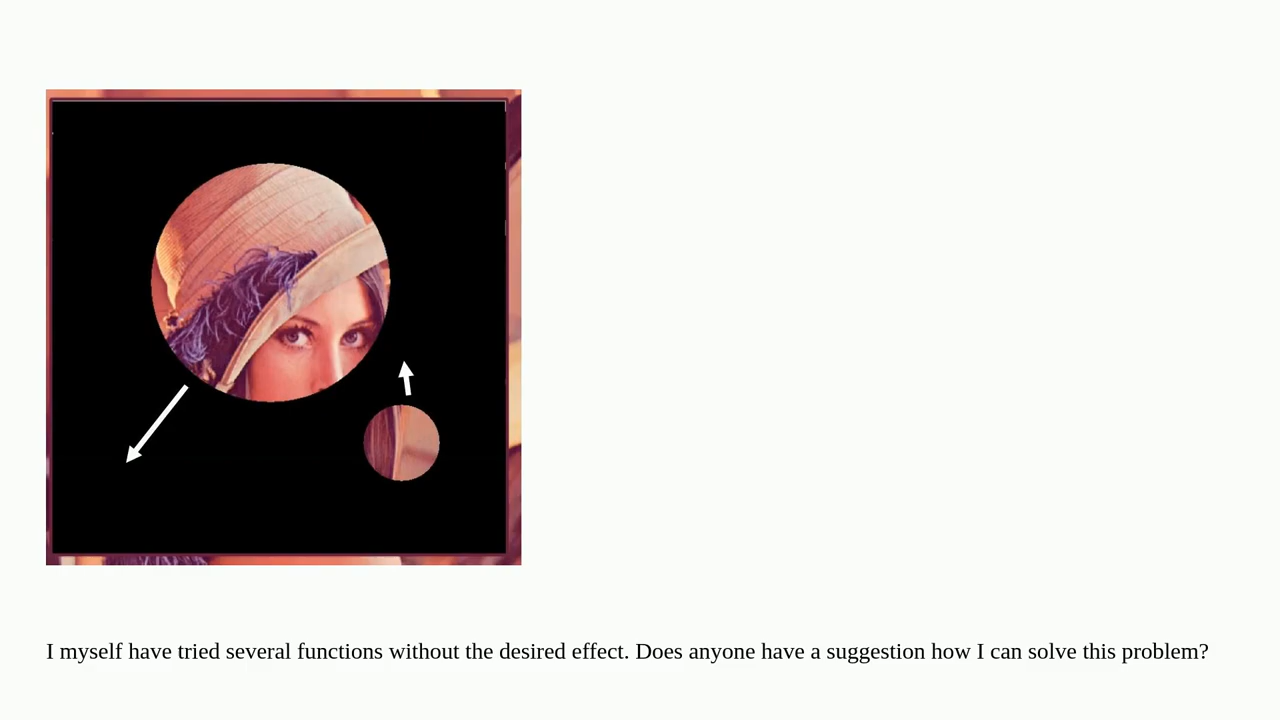 I myself have tried several functions without the desired effect. Does anyone have a suggestion how I can solve this problem?